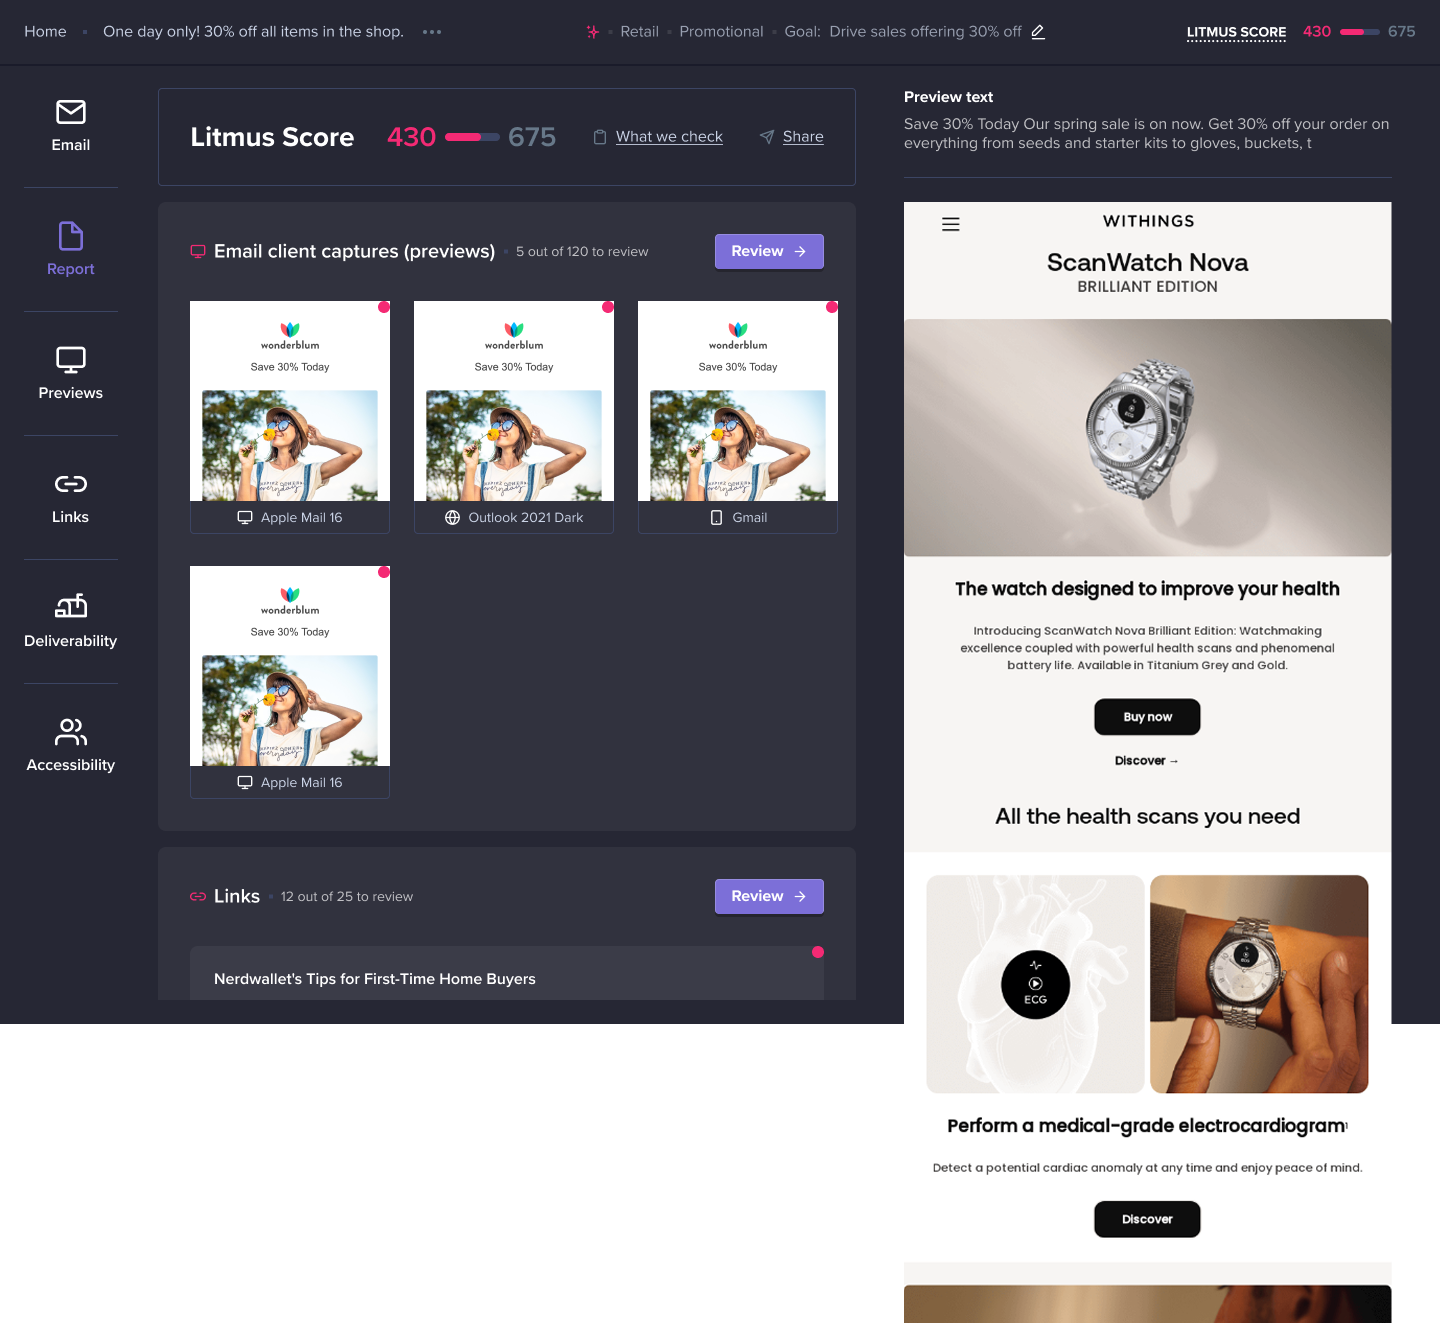 Home
One day only! 30% off all items in the shop.
Retail
Promotional
Goal: Drive sales offering 30% off
LITMUS SCORE
430
675
Email
Report
Previews
Links
Deliverability
Accessibility
Litmus Score
430
675
What we check
Share
Email client captures (previews)
5 out of 120 to review
Review
wonderblum
Save 30% Today
everyday
Apple Mail 16
wonderblum
Save 30% Today
everyday
Outlook 2021 Dark
wonderblum
Save 30% Today
everyday
Gmail
wonderblum
Save 30% Today
everyday
Apple Mail 16
Links
12 out of 25 to review
Review
Nerdwallet's Tips for First-Time Home Buyers
Preview text
Save 30% Today Our spring sale is on now. Get 30% off your order on
everything from seeds and starter kits to gloves, buckets, t
WITHINGS
ScanWatch Nova
BRILLIANT EDITION
The watch designed to improve your health
Introducing ScanWatch Nova Brilliant Edition: Watchmaking
excellence coupled with powerful health scans and phenomenal
battery life. Available in Titanium Grey and Gold.
Buy now
Discover →
All the health scans you need
ECG
Perform a medical-grade electrocardiogram¹
Detect a potential cardiac anomaly at any time and enjoy peace of mind.
Discover